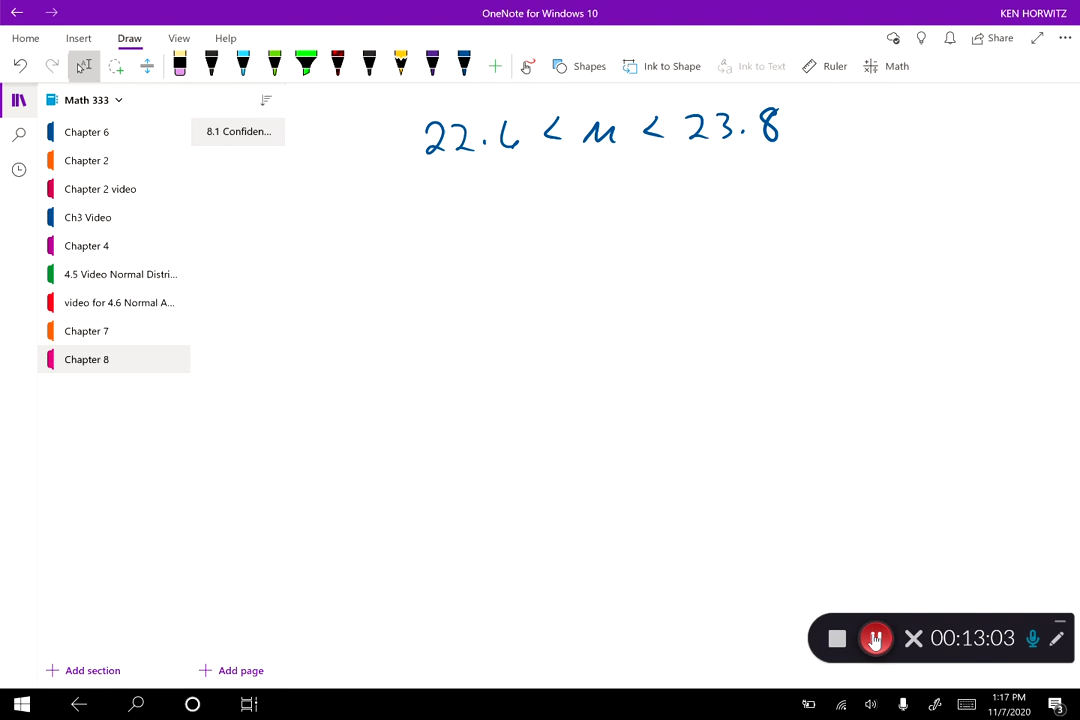 OneNote for Windows 10
KEN HORWITZ
Home Insert Draw View Help
Share
Shapes Ink to Shape Ink to Text Ruler Math
Math 333
Chapter 6
8.1 Confiden...
Chapter 2
Chapter 2 video
Ch3 Video
Chapter 4
4.5 Video Normal Distri...
video for 4.6 Normal A...
Chapter 7
Chapter 8
22.6 < μ < 23.8
00:13:03
Add section
Add page
1:17 PM
11/7/2020
3